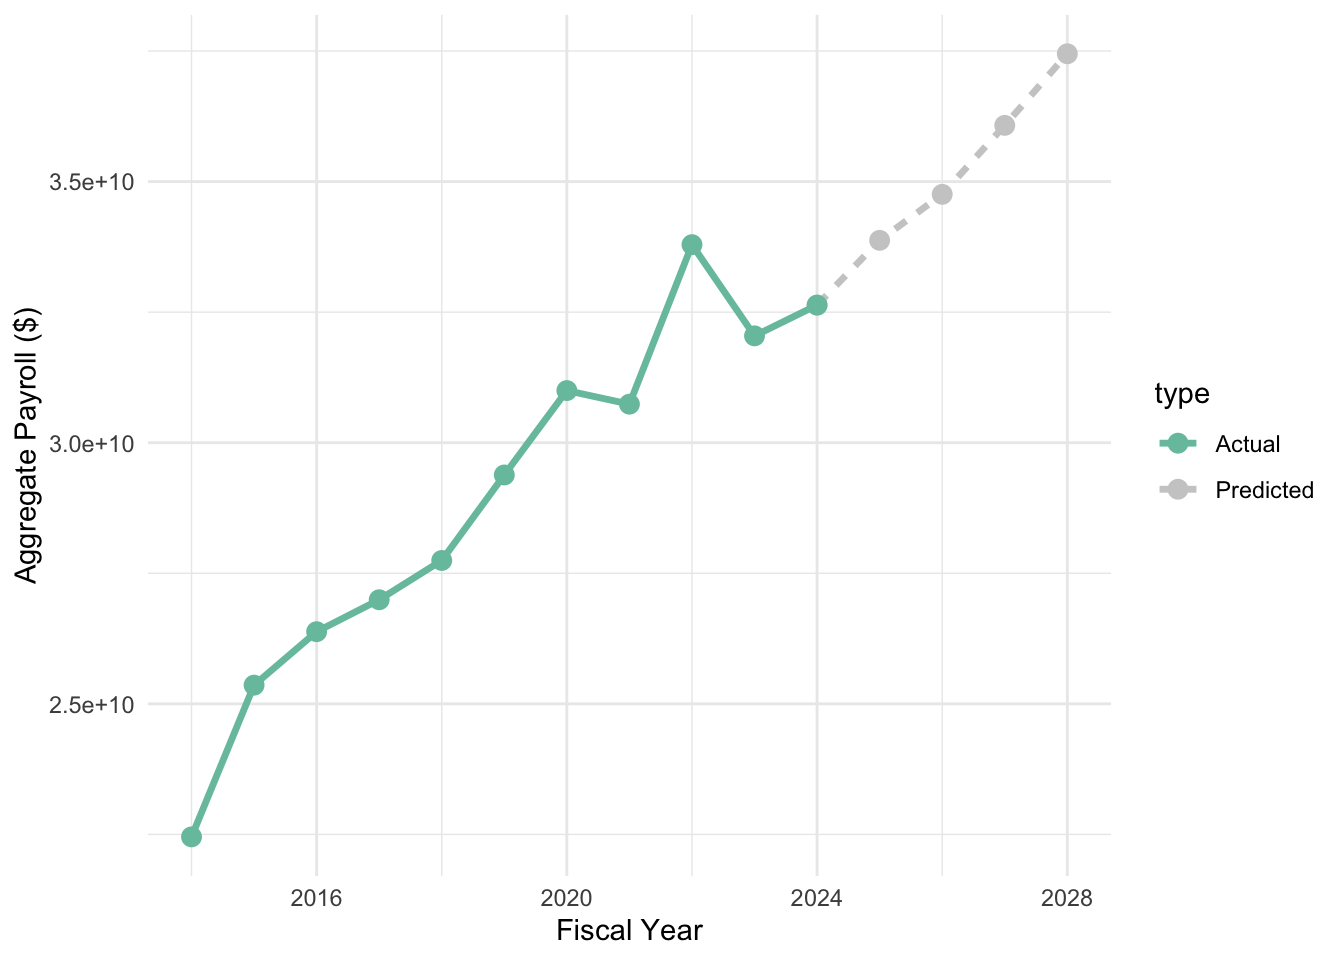 Aggregate Payroll ($)
3.5e+10
3.0e+10
2.5e+10
2016 2020 2024 2028
Fiscal Year
type
Actual
Predicted